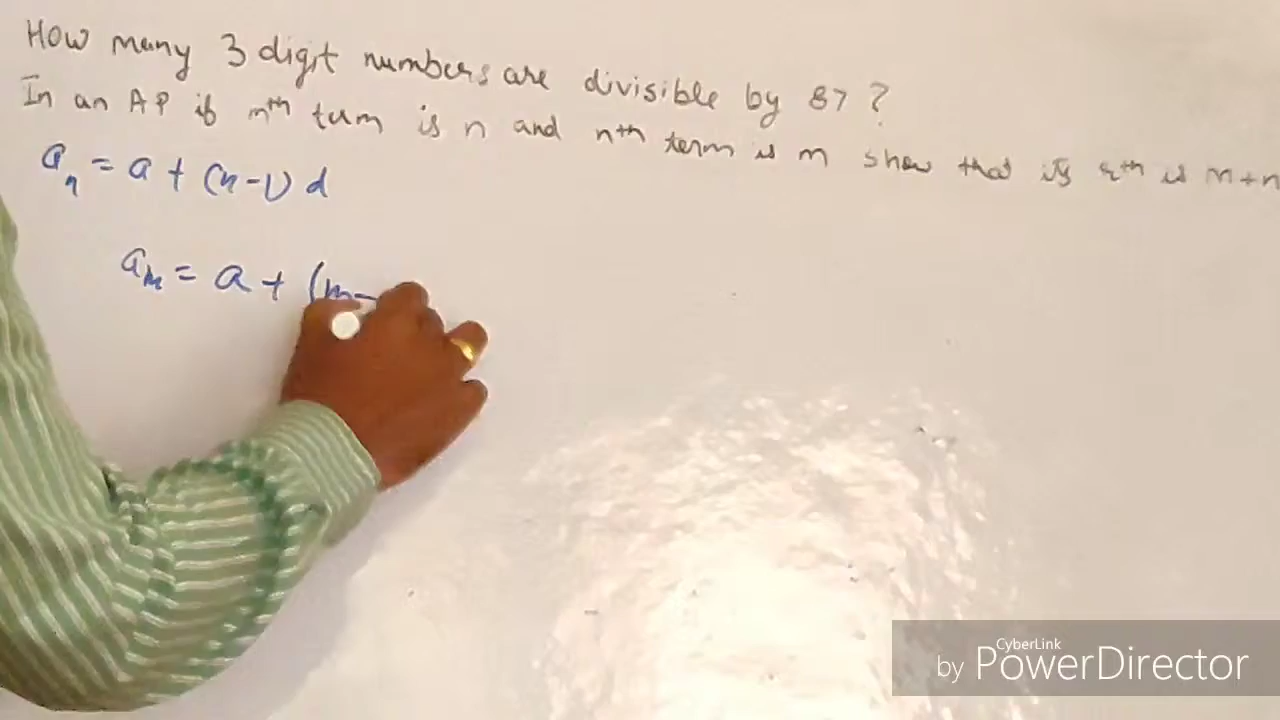 How many 3 digit numbers are divisible by 87 ?
In an AP if mth term is n and nth term is m show that its rth is m+n
an = a + (n-1) d
am = a + (m-
CyberLink
by PowerDirector